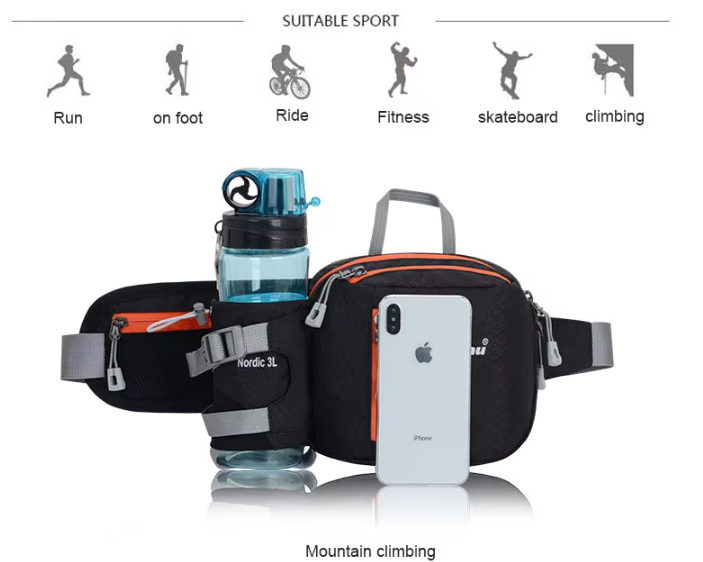 SUITABLE SPORT
Run
on foot
Ride
Fitness
skateboard
climbing
Nordic 3L
iPhone
Mountain climbing